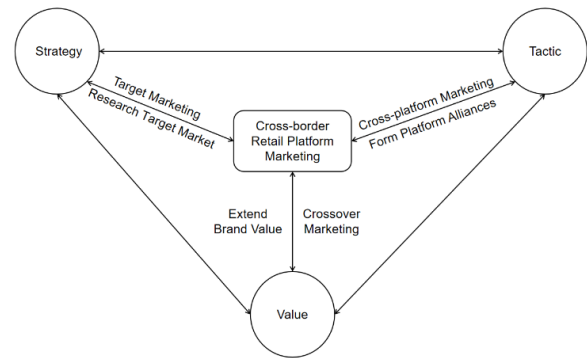 Strategy
Tactic
Target Marketing
Research Target Market
Cross-platform Marketing
Form Platform Alliances
Cross-border
Retail Platform
Marketing
Extend
Brand Value
Crossover
Marketing
Value